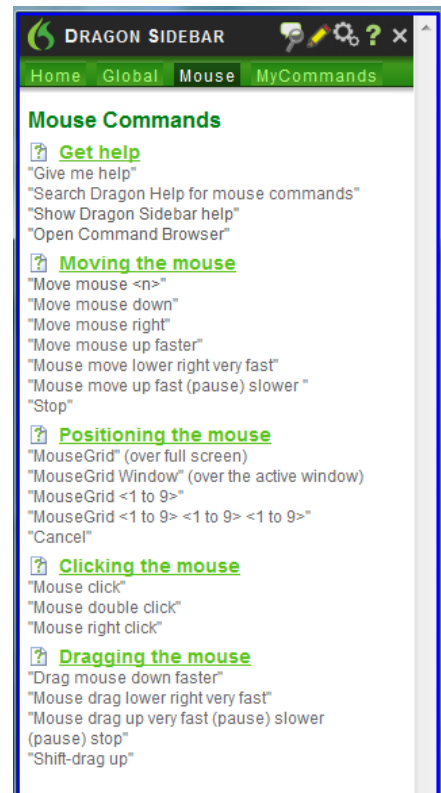 DRAGON SIDEBAR
Home Global Mouse MyCommands
Mouse Commands
Get help
"Give me help"
"Search Dragon Help for mouse commands"
"Show Dragon Sidebar help"
"Open Command Browser"
Moving the mouse
"Move mouse <n>"
"Move mouse down"
"Move mouse right"
"Move mouse up faster"
"Mouse move lower right very fast"
"Mouse move up fast (pause) slower "
"Stop"
Positioning the mouse
"MouseGrid" (over full screen)
"MouseGrid Window" (over the active window)
"MouseGrid <1 to 9>"
"MouseGrid <1 to 9> <1 to 9> <1 to 9>"
"Cancel"
Clicking the mouse
"Mouse click"
"Mouse double click"
"Mouse right click"
Dragging the mouse
"Drag mouse down faster"
"Mouse drag lower right very fast"
"Mouse drag up very fast (pause) slower
(pause) stop"
"Shift-drag up"